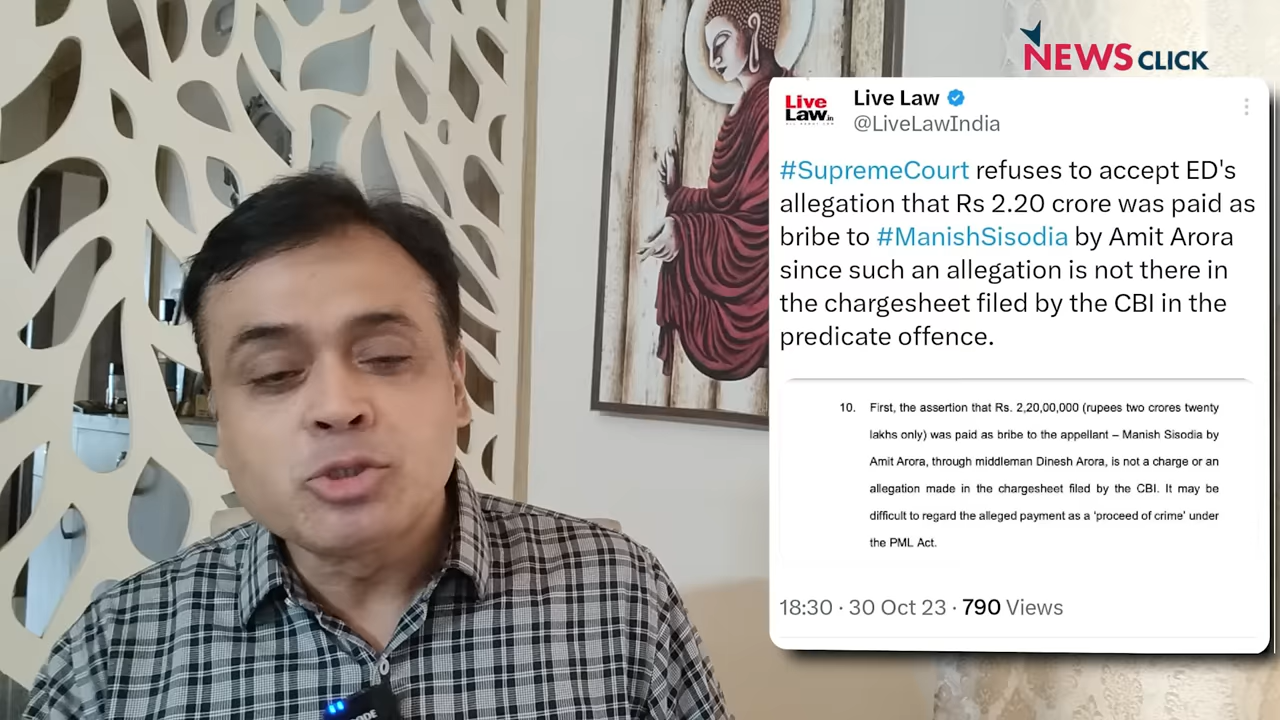 NEWSCLICK
Live Law.in
Live Law
@LiveLawIndia
#SupremeCourt refuses to accept ED's
allegation that Rs 2.20 crore was paid as
bribe to #ManishSisodia by Amit Arora
since such an allegation is not there in
the chargesheet filed by the CBI in the
predicate offence.
10. First, the assertion that Rs. 2,20,00,000 (rupees two crores twenty
lakhs only) was paid as bribe to the appellant – Manish Sisodia by
Amit Arora, through middleman Dinesh Arora, is not a charge or an
allegation made in the chargesheet filed by the CBI. It may be
difficult to regard the alleged payment as a 'proceed of crime' under
the PML Act.
18:30 · 30 Oct 23 · 790 Views